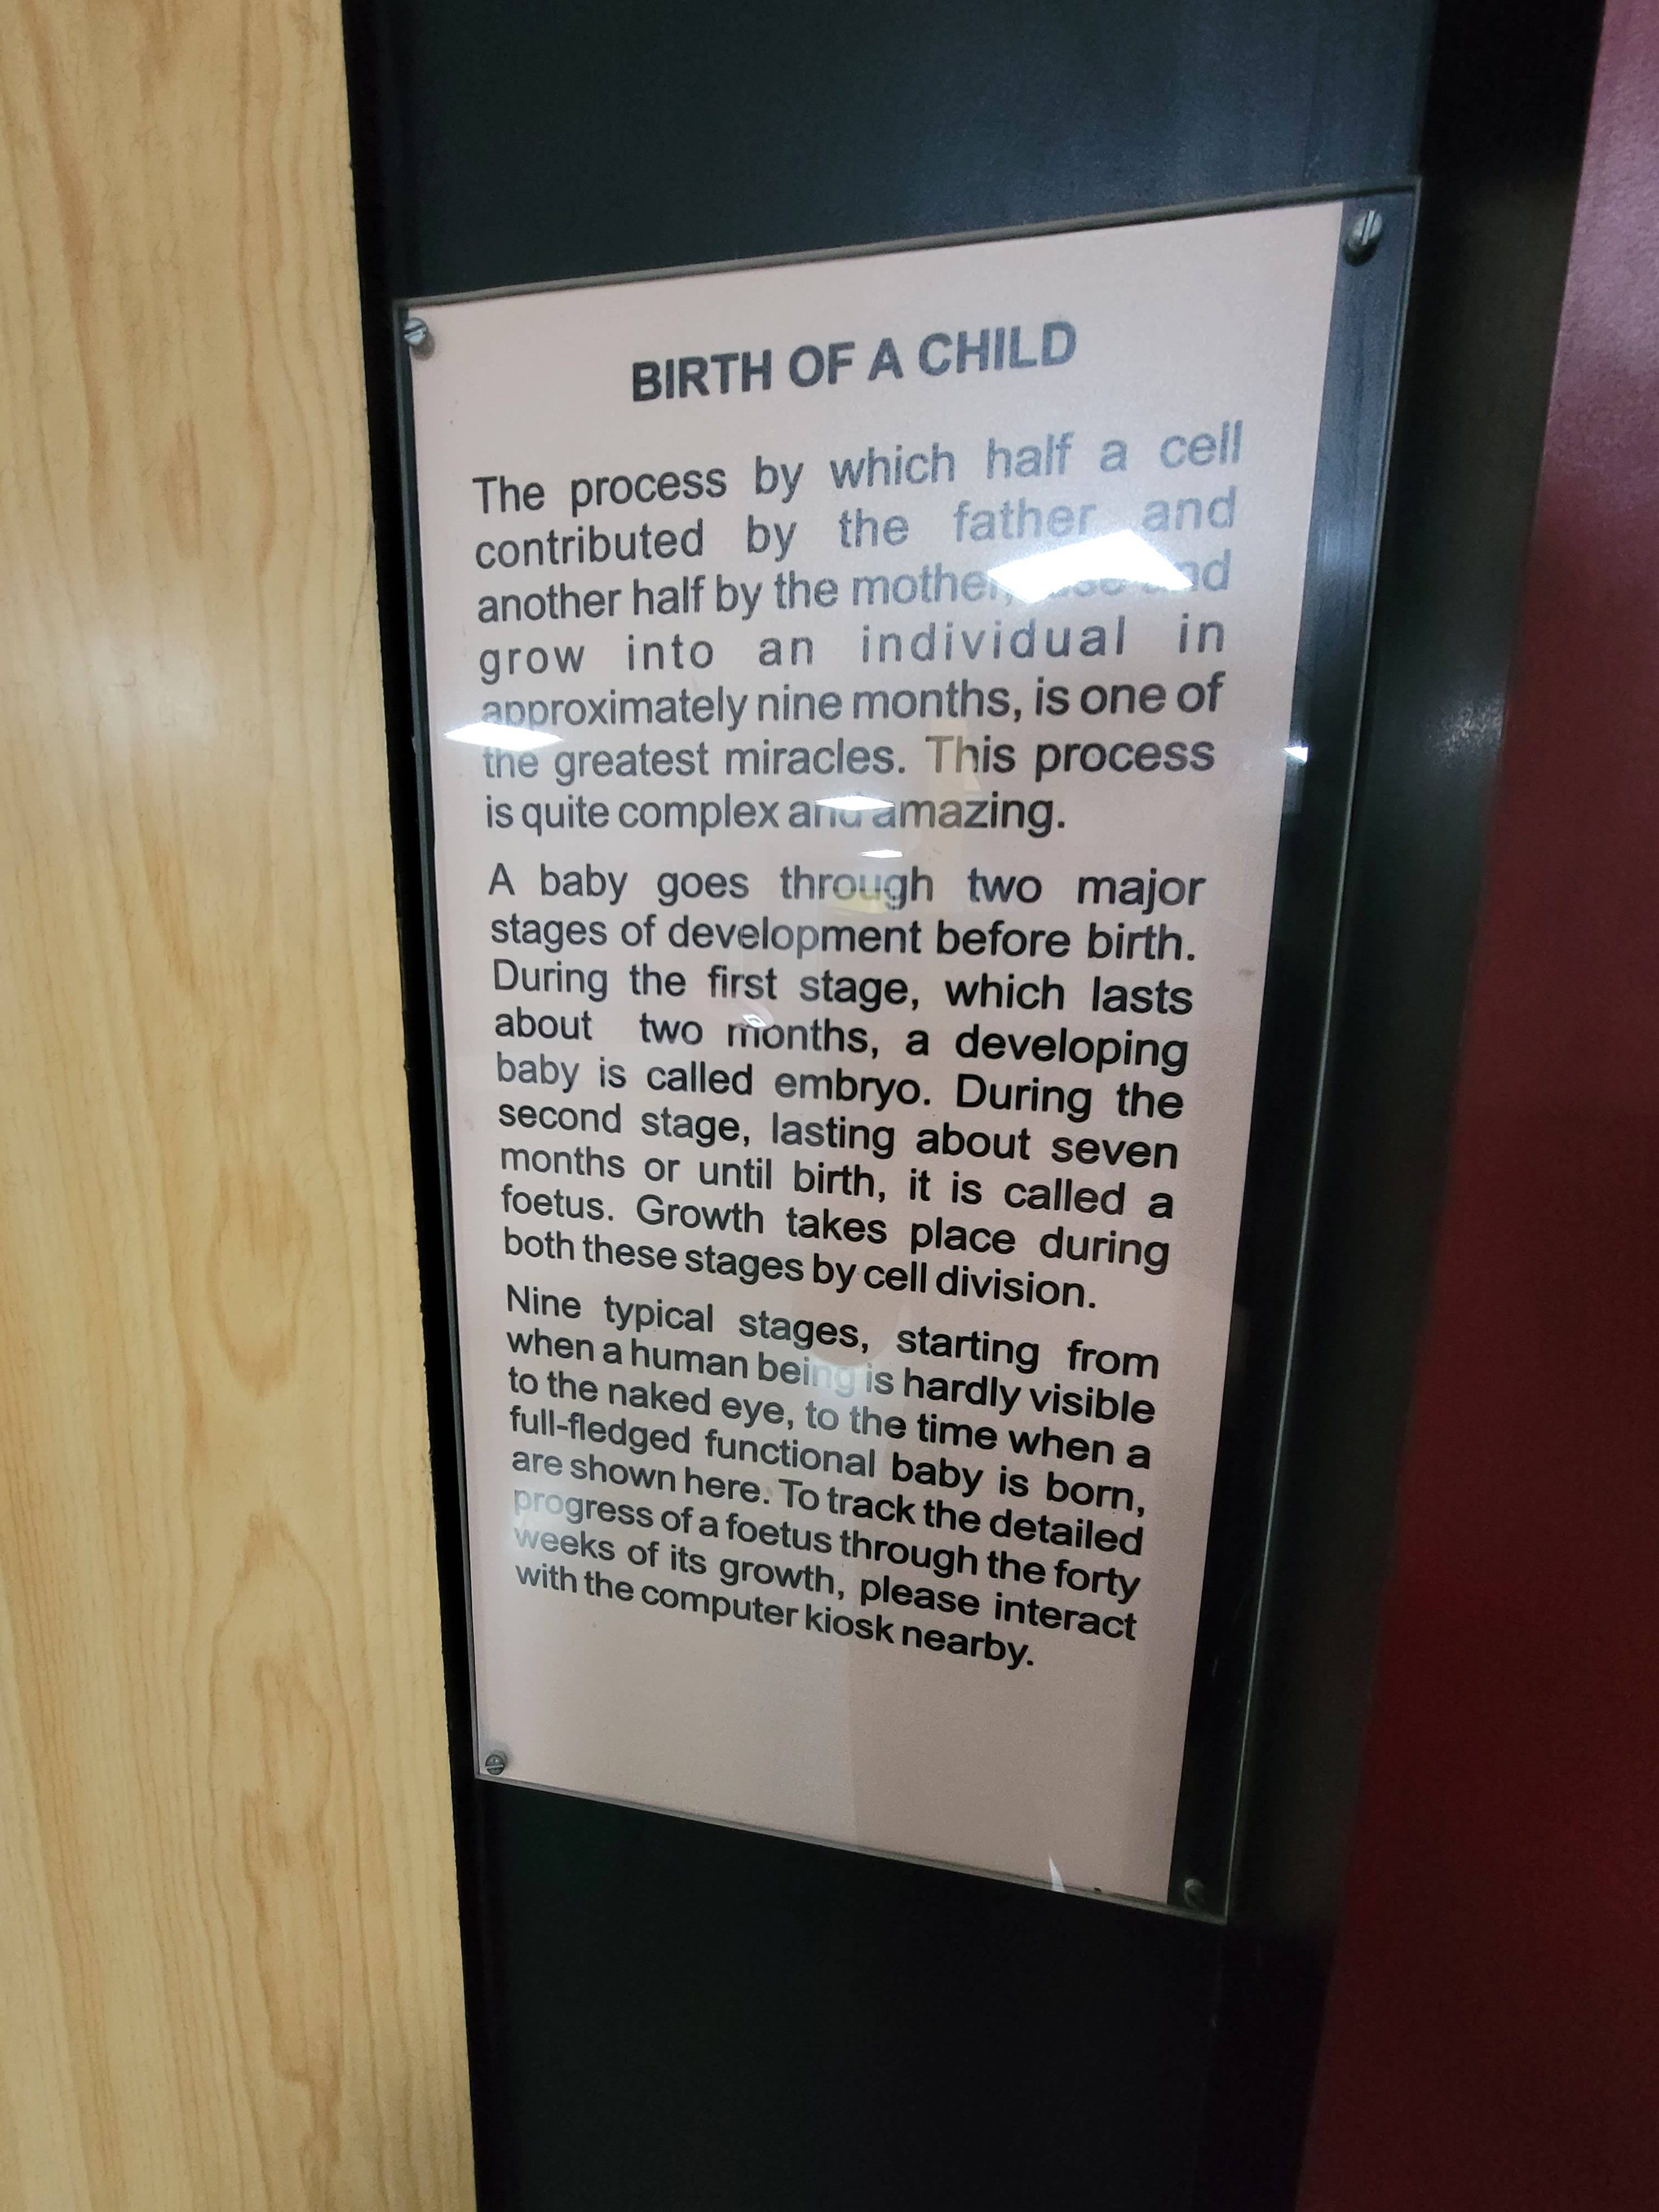 BIRTH OF A CHILD
The process by which half a cell
contributed by the father and
another half by the mother, and
grow into an individual in
approximately nine months, is one of
the greatest miracles. This process
is quite complex and amazing.
A baby goes through two major
stages of development before birth.
During the first stage, which lasts
about two months, a developing
baby is called embryo. During the
second stage, lasting about seven
months or until birth, it is called a
foetus. Growth takes place during
both these stages by cell division.
Nine typical stages, starting from
when a human being is hardly visible
to the naked eye, to the time when a
full-fledged functional baby is born,
are shown here. To track the detailed
progress of a foetus through the forty
weeks of its growth, please interact
with the computer kiosk nearby.